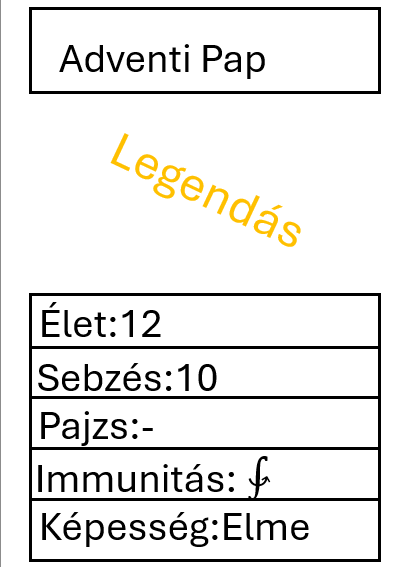 Adventi Pap
Legendás
Élet:12
Sebzés:10
Pajzs:-
Immunitás:
Képesség:Elme